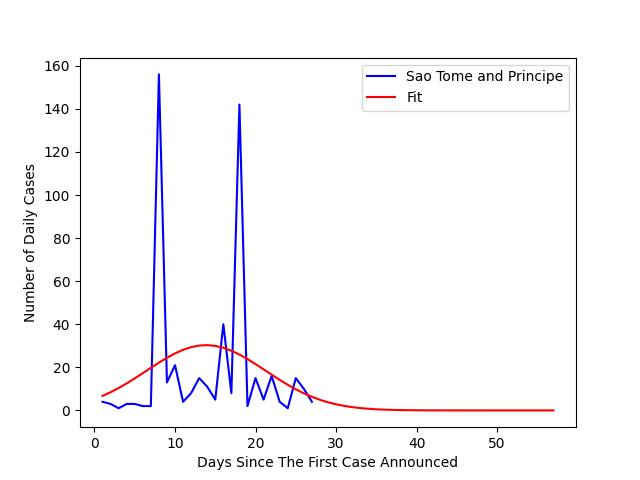 Sao Tome and Principe
Fit
160
140
120
100
80
60
40
20
0
Number of Daily Cases
0 10 20 30 40 50
Days Since The First Case Announced